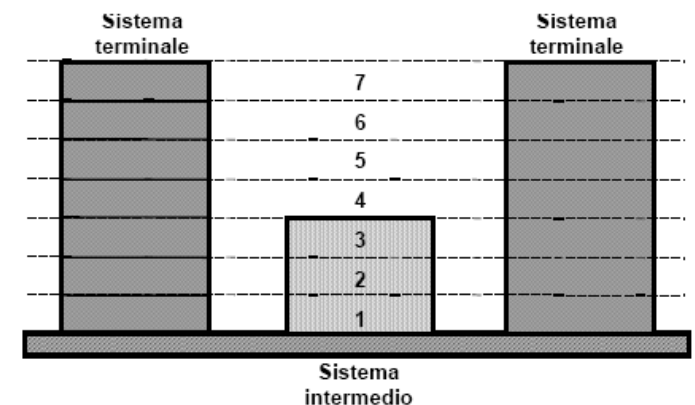 Sistema
terminale
Sistema
terminale
7
6
5
4
3
2
1
Sistema
intermedio